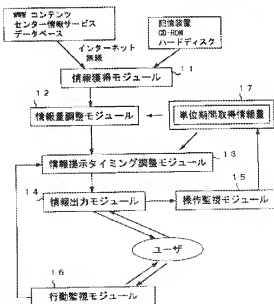 WWW コンテンツ
センター情報サービス
データベース
記憶装置
CD-ROM
ハードディスク
インターネット
無線
11
情報獲得モジュール
12
情報量調整モジュール
17
単位期間取得情報量
13
情報提示タイミング調整モジュール
14
情報出力モジュール
15
操作監視モジュール
ユーザ
16
行動監視モジュール